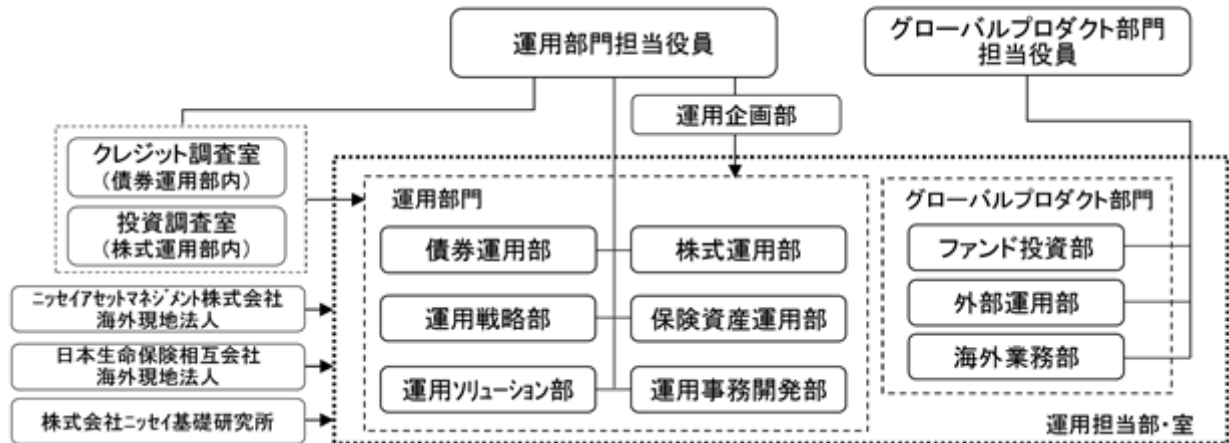 運用部門担当役員
グローバルプロダクト部門
担当役員
運用企画部
クレジット調査室
（債券運用部内）
投資調査室
（株式運用部内）
運用部門
債券運用部
株式運用部
運用戦略部
保険資産運用部
運用ソリューション部
運用事務開発部
グローバルプロダクト部門
ファンド投資部
外部運用部
海外業務部
ニッセイアセットマネジメント株式会社
海外現地法人
日本生命保険相互会社
海外現地法人
株式会社ニッセイ基礎研究所
運用担当部・室